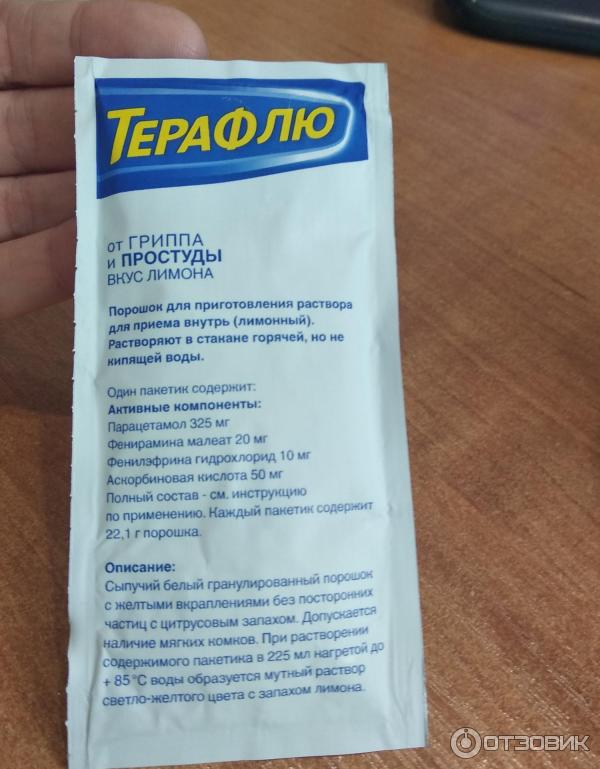 ТЕРАФЛЮ
от ГРИППА
и ПРОСТУДЫ
ВКУС ЛИМОНА
Порошок для приготовления раствора
для приема внутрь (лимонный).
Растворяют в стакане горячей, но не
кипящей воды.
Один пакетик содержит:
Активные компоненты:
Парацетамол 325 мг
Фенирамина малеат 20 мг
Фенилэфрина гидрохлорид 10 мг
Аскорбиновая кислота 50 мг
Полный состав - см. инструкцию
по применению. Каждый пакетик содержит
22,1 г порошка.
Описание:
Сыпучий белый гранулированный порошок
с желтыми вкраплениями без посторонних
частиц с цитрусовым запахом. Допускается
наличие мягких комков. При растворении
содержимого пакетика в 225 мл нагретой до
+ 85°С воды образуется мутный раствор
светло-желтого цвета с запахом лимона.
ОТЗОВИК